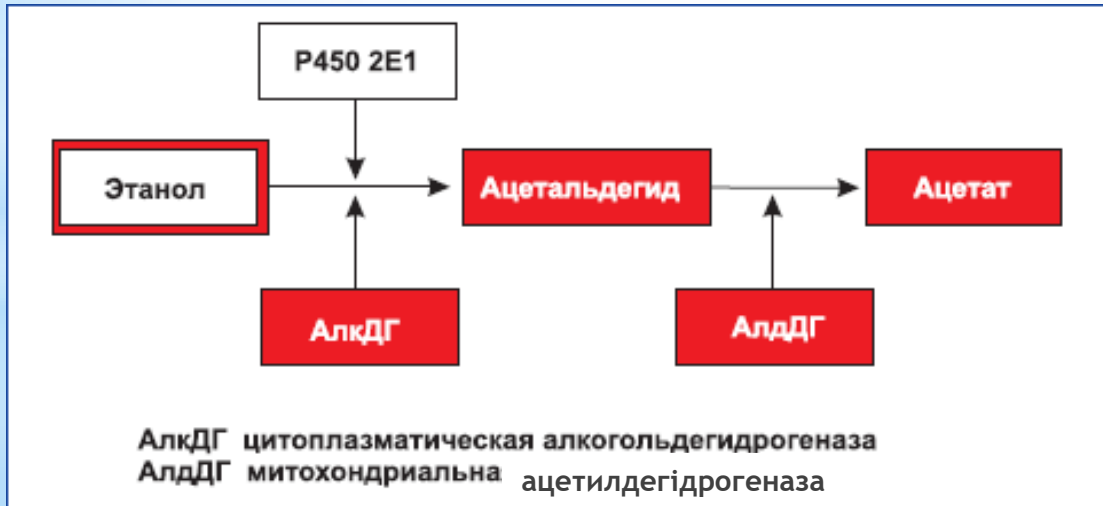 P450 2E1
Этанол
Ацетальдегид
Ацетат
АлкДГ
АлдДГ
АлкДГ цитоплазматическая алкогольдегидрогеназа
АлдДГ митохондриальна ацетилдегідрогеназа